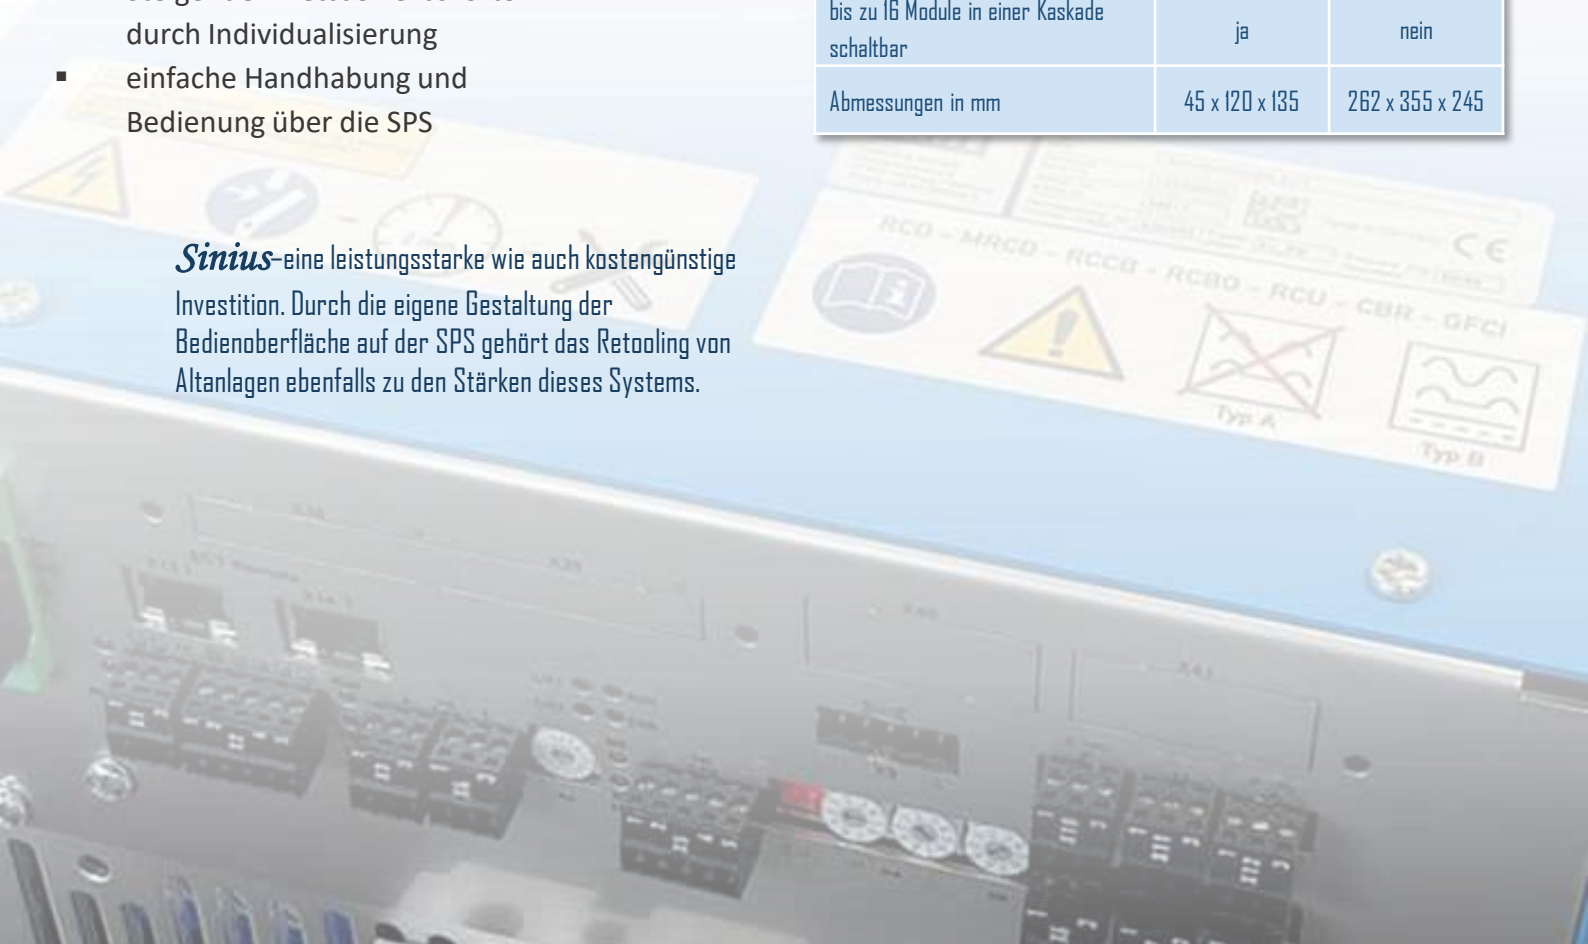 durch Individualisierung
▪ einfache Handhabung und
Bedienung über die SPS
bis zu 16 Module in einer Kaskade
schaltbar
ja
nein
Abmessungen in mm
45 x 120 x 135
262 x 355 x 245
Sinius-eine leistungsstarke wie auch kostengünstige
Investition. Durch die eigene Gestaltung der
Bedienoberfläche auf der SPS gehört das Retooling von
Altanlagen ebenfalls zu den Stärken dieses Systems.
CE
RCD - MRCD - RCCB - RCBO - RCU - CBR - GFCI
Typ A
Typ B
X41